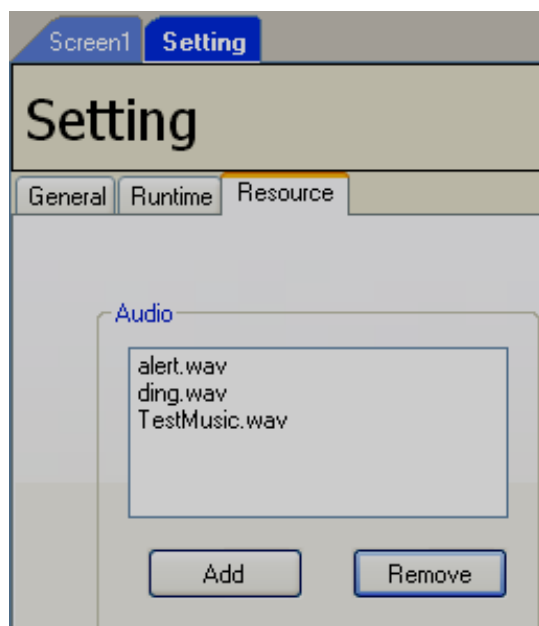 Screen1 Setting
Setting
General Runtime Resource
Audio
alert.wav
ding.wav
TestMusic.wav
Add Remove